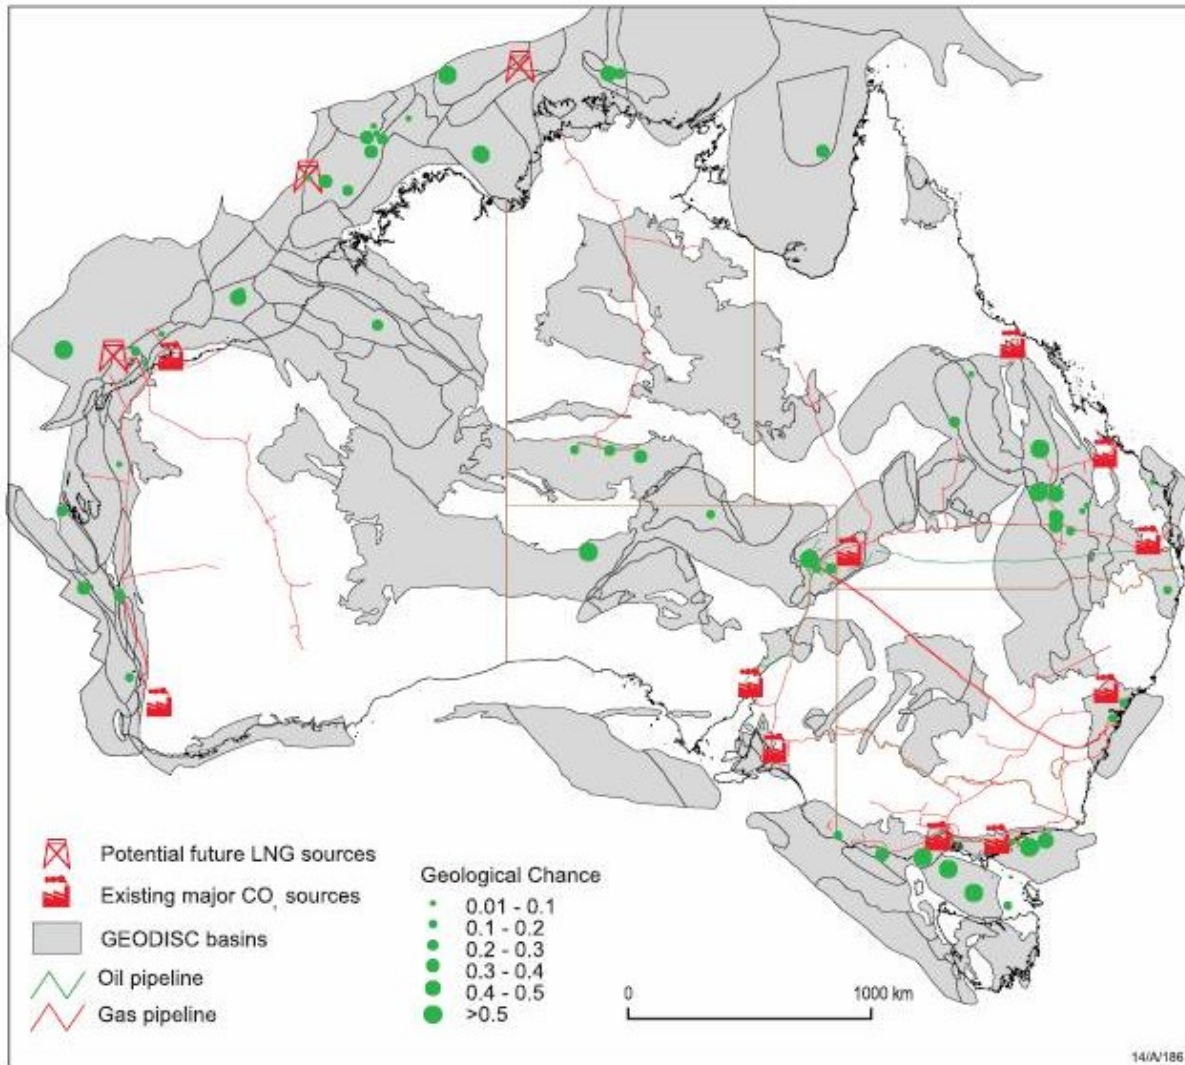 Potential future LNG sources
Existing major CO, sources
GEODISC basins
Oil pipeline
Gas pipeline
Geological Chance
0.01 - 0.1
0.1 - 0.2
0.2 - 0.3
0.3 - 0.4
0.4 - 0.5
>0.5
0 1000 km
14/A/186